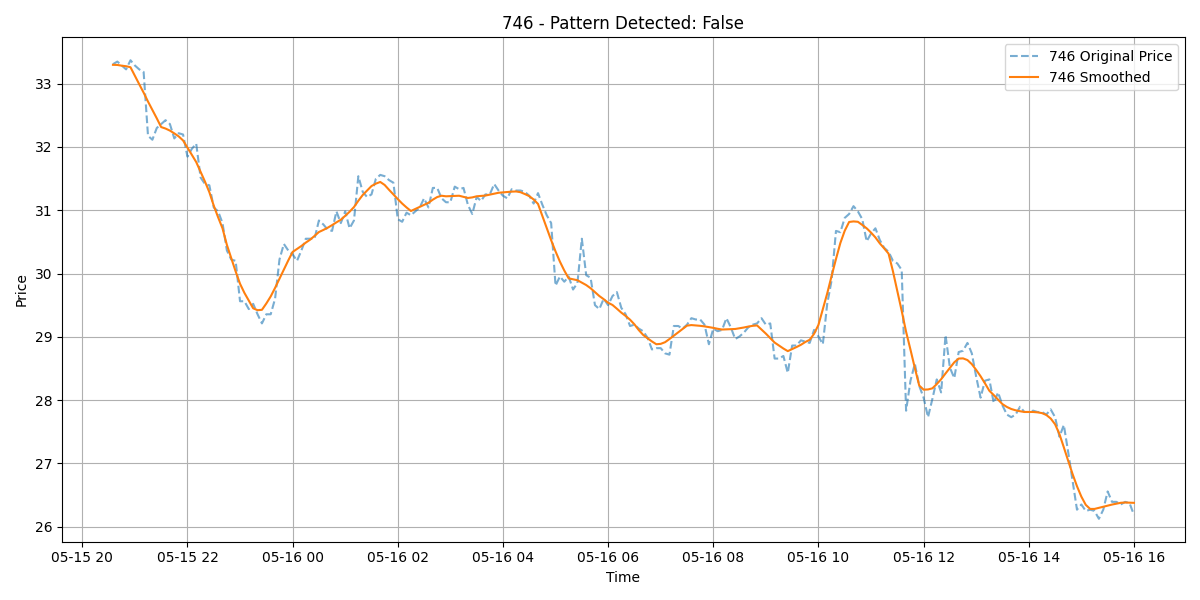 746 - Pattern Detected: False
746 Original Price
746 Smoothed
Price
33
32
31
30
29
28
27
26
05-15 20 05-15 22 05-16 00 05-16 02 05-16 04 05-16 06 05-16 08 05-16 10 05-16 12 05-16 14 05-16 16
Time